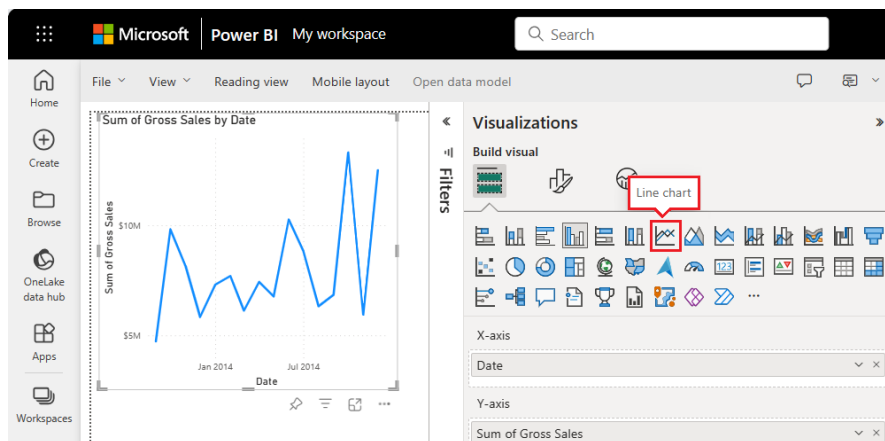 Microsoft Power BI My workspace Search
File View Reading view Mobile layout Open data model
Home
Create
Browse
OneLake
data hub
Apps
Workspaces
Sum of Gross Sales by Date
Sum of Gross Sales
$10M
$5M
Jan 2014 Jul 2014
Date
Filters
Visualizations
Build visual
Line chart
123
X-axis
Date
Y-axis
Sum of Gross Sales